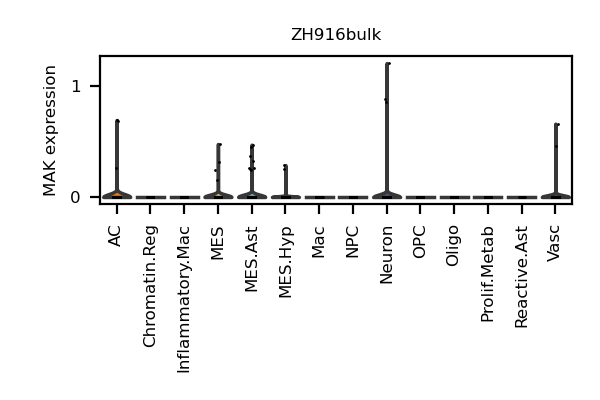 ZH916bulk
MAK expression
1
0
AC
Chromatin.Reg
Inflammatory.Mac
MES
MES.Ast
MES.Hyp
Mac
NPC
Neuron
OPC
Oligo
Prolif.Metab
Reactive.Ast
Vasc